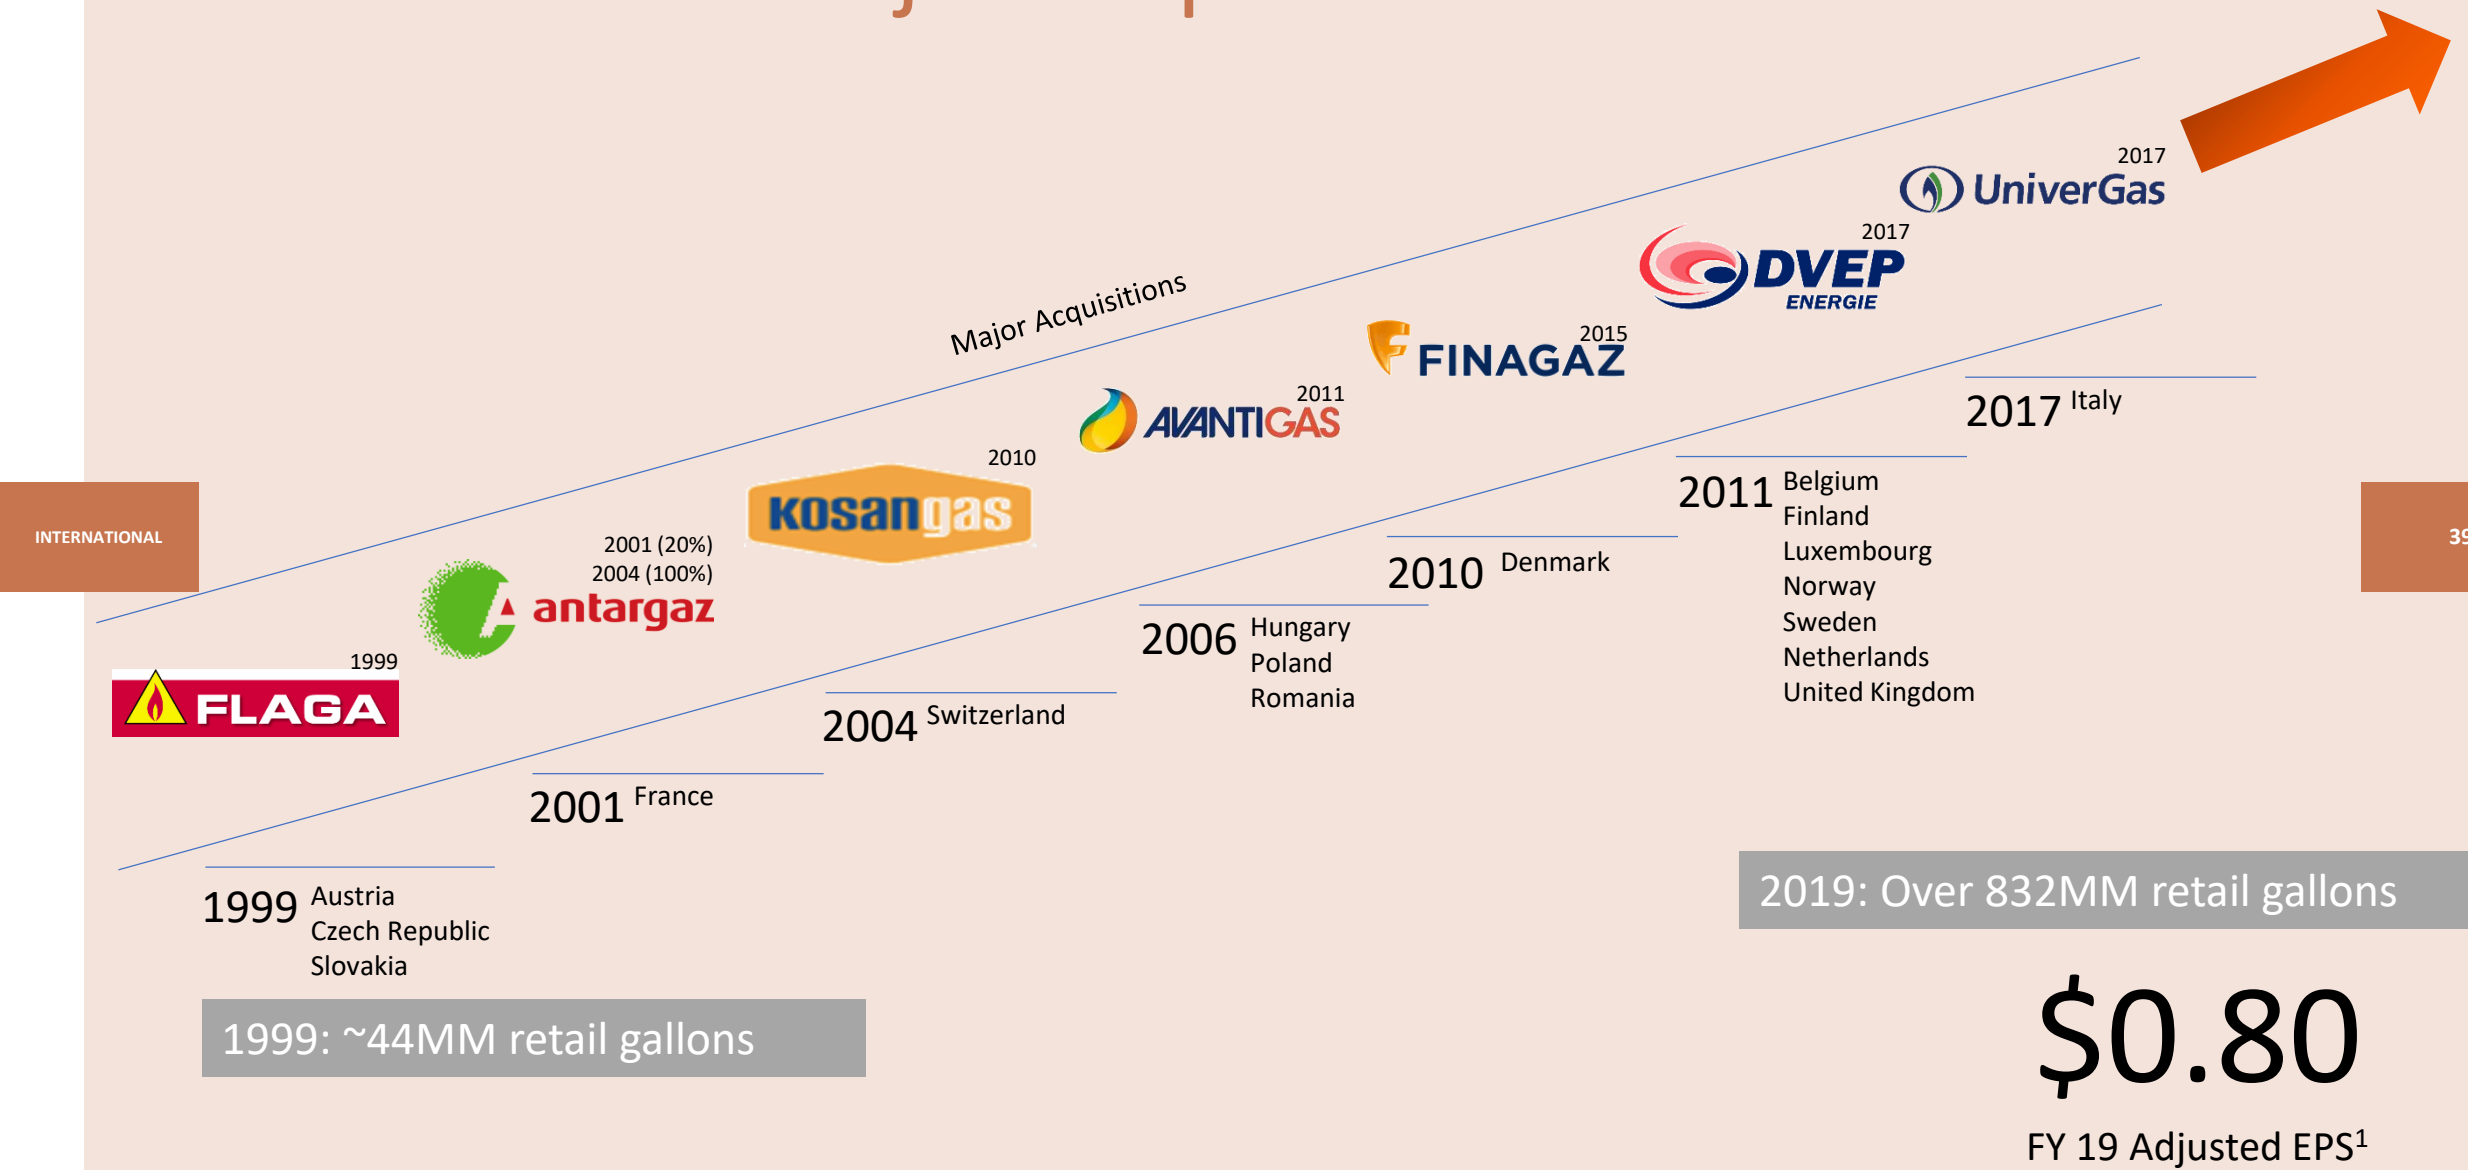 Major Acquisitions
2017
UniverGas
2017
DVEP
ENERGIE
2015
FINAGAZ
2011
AVANTIGAS
2010
Kosangas
2001 (20%)
2004 (100%)
antargaz
1999
FLAGA
INTERNATIONAL
39
1999 Austria
Czech Republic
Slovakia
2001 France
2004 Switzerland
2006 Hungary
Poland
Romania
2010 Denmark
2011 Belgium
Finland
Luxembourg
Norway
Sweden
Netherlands
United Kingdom
2017 Italy
1999: ~44MM retail gallons
2019: Over 832MM retail gallons
$0.80
FY 19 Adjusted EPS¹